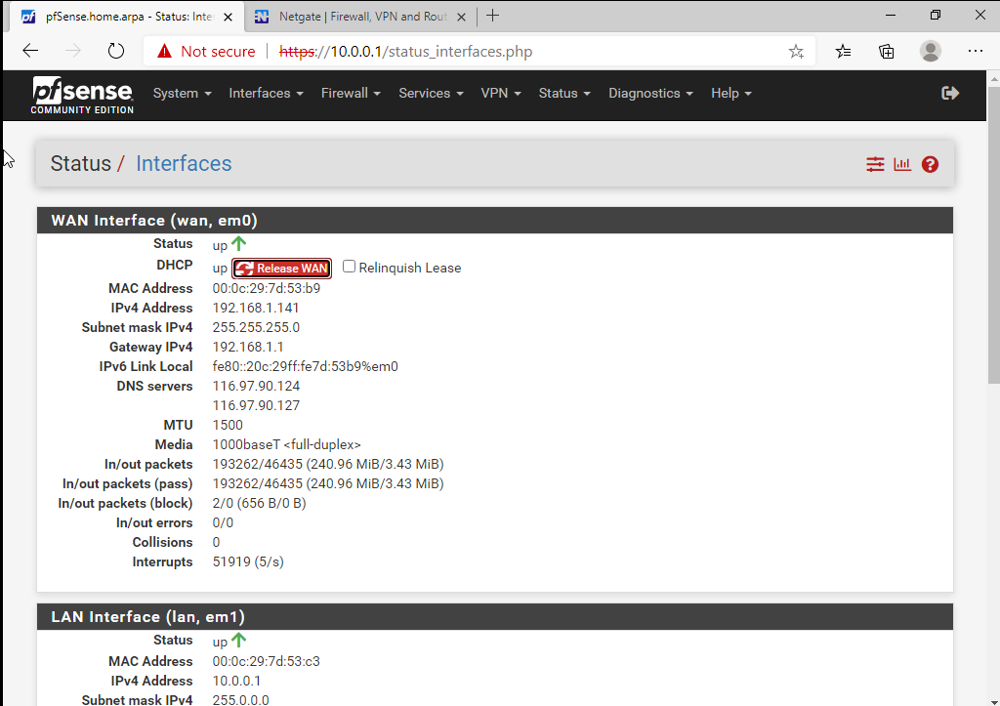 pfSense.home.arpa - Status: Inte
Netgate | Firewall, VPN and Rout
Not secure
https://10.0.0.1/status_interfaces.php
pfsense
COMMUNITY EDITION
System Interfaces Firewall Services VPN Status Diagnostics Help
Status / Interfaces
WAN Interface (wan, em0)
Status up
DHCP up Release WAN Relinquish Lease
MAC Address 00:0c:29:7d:53:b9
IPv4 Address 192.168.1.141
Subnet mask IPv4 255.255.255.0
Gateway IPv4 192.168.1.1
IPv6 Link Local fe80::20c:29ff:fe7d:53b9%em0
DNS servers 116.97.90.124
116.97.90.127
MTU 1500
Media 1000baseT <full-duplex>
In/out packets 193262/46435 (240.96 MiB/3.43 MiB)
In/out packets (pass) 193262/46435 (240.96 MiB/3.43 MiB)
In/out packets (block) 2/0 (656 B/0 B)
In/out errors 0/0
Collisions 0
Interrupts 51919 (5/s)
LAN Interface (lan, em1)
Status up
MAC Address 00:0c:29:7d:53:c3
IPv4 Address 10.0.0.1
Subnet mask IPv4 255.0.0.0